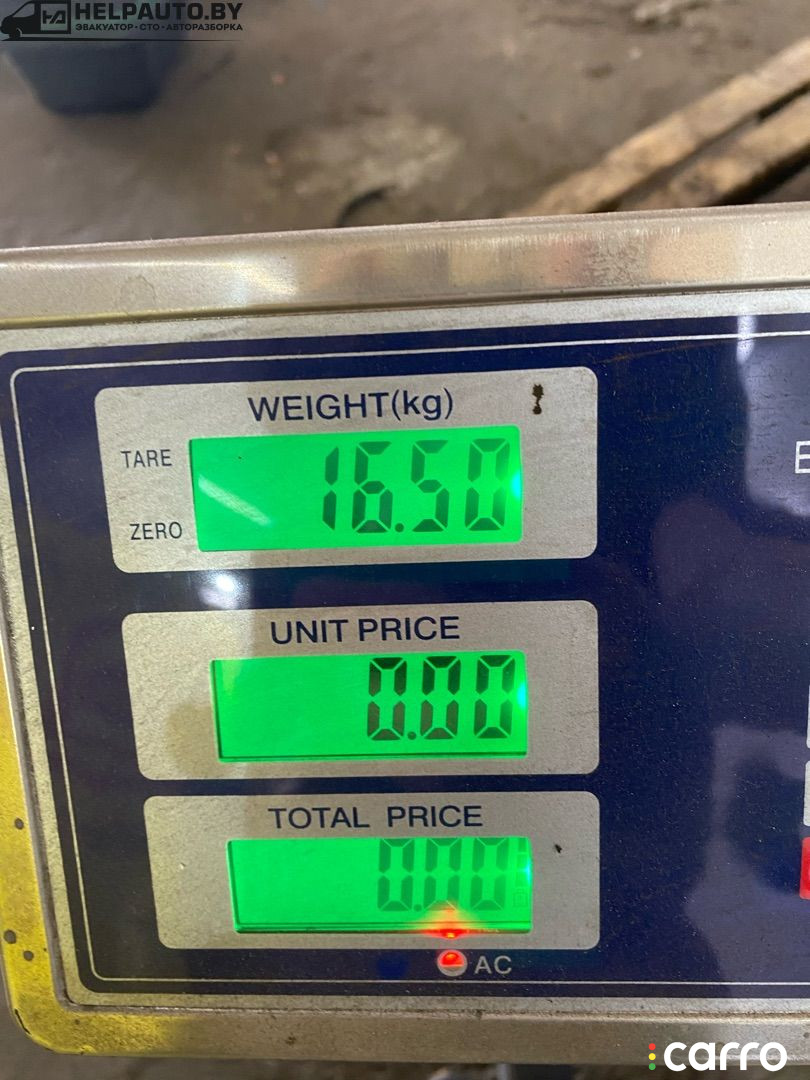 HELPAUTO.BY
ЭВАКУАТОР·СТО·АВТОРАЗБОРКА
WEIGHT(kg)
TARE
16.50
ZERO
UNIT PRICE
0.00
TOTAL PRICE
0.00
AC
carro